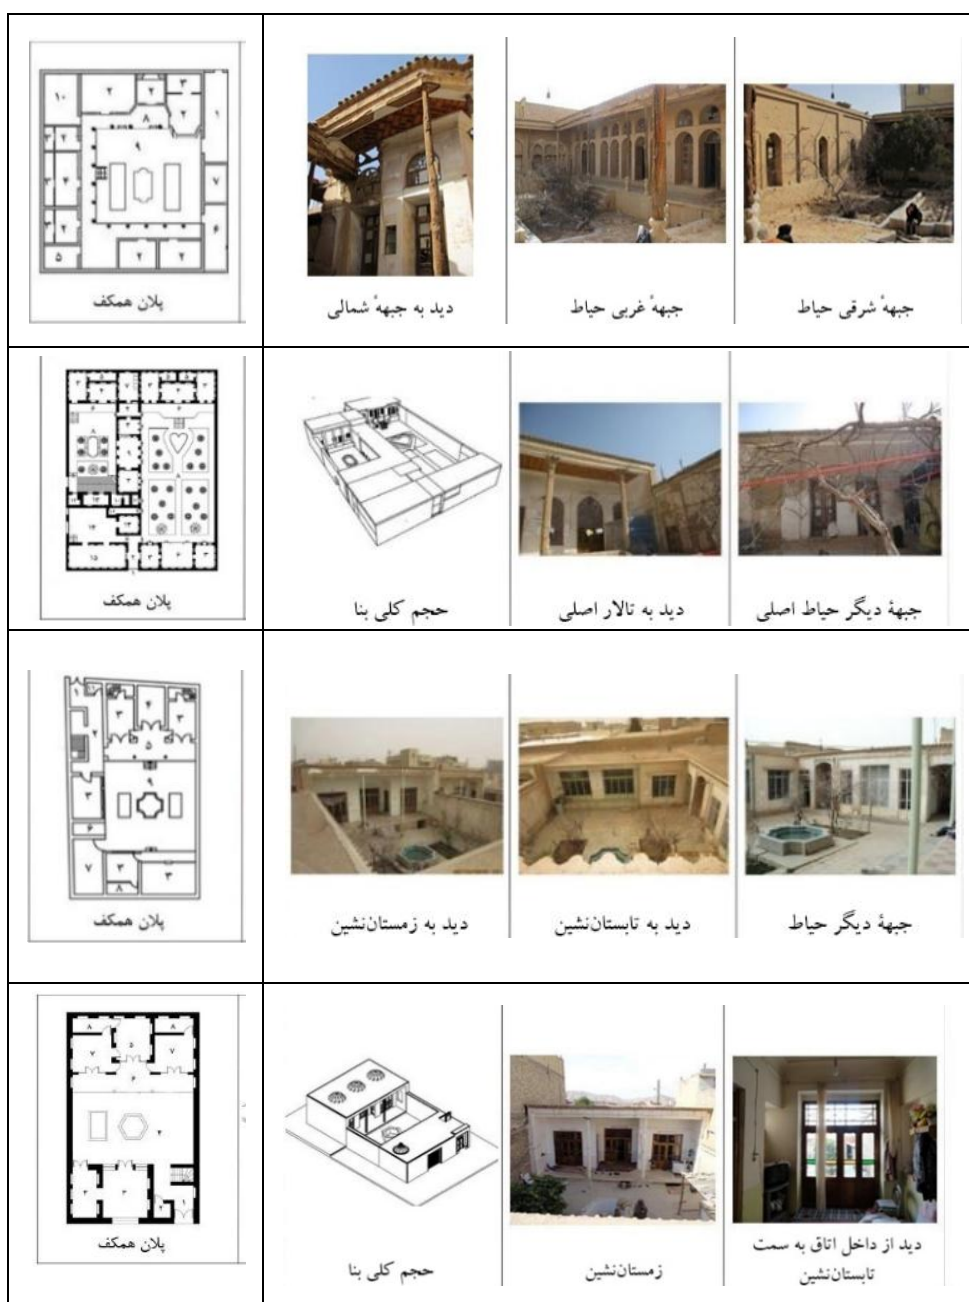 پلان همکف
دید به جبههٔ شمالی
جبههٔ غربی حیاط
جبههٔ شرقی حیاط
پلان همکف
حجم کلی بنا
دید به تالار اصلی
جبههٔ دیگر حیاط اصلی
پلان همکف
دید به زمستان‌نشین
دید به تابستان‌نشین
جبههٔ دیگر حیاط
پلان همکف
حجم کلی بنا
زمستان‌نشین
دید از داخل اتاق به سمت
تابستان‌نشین